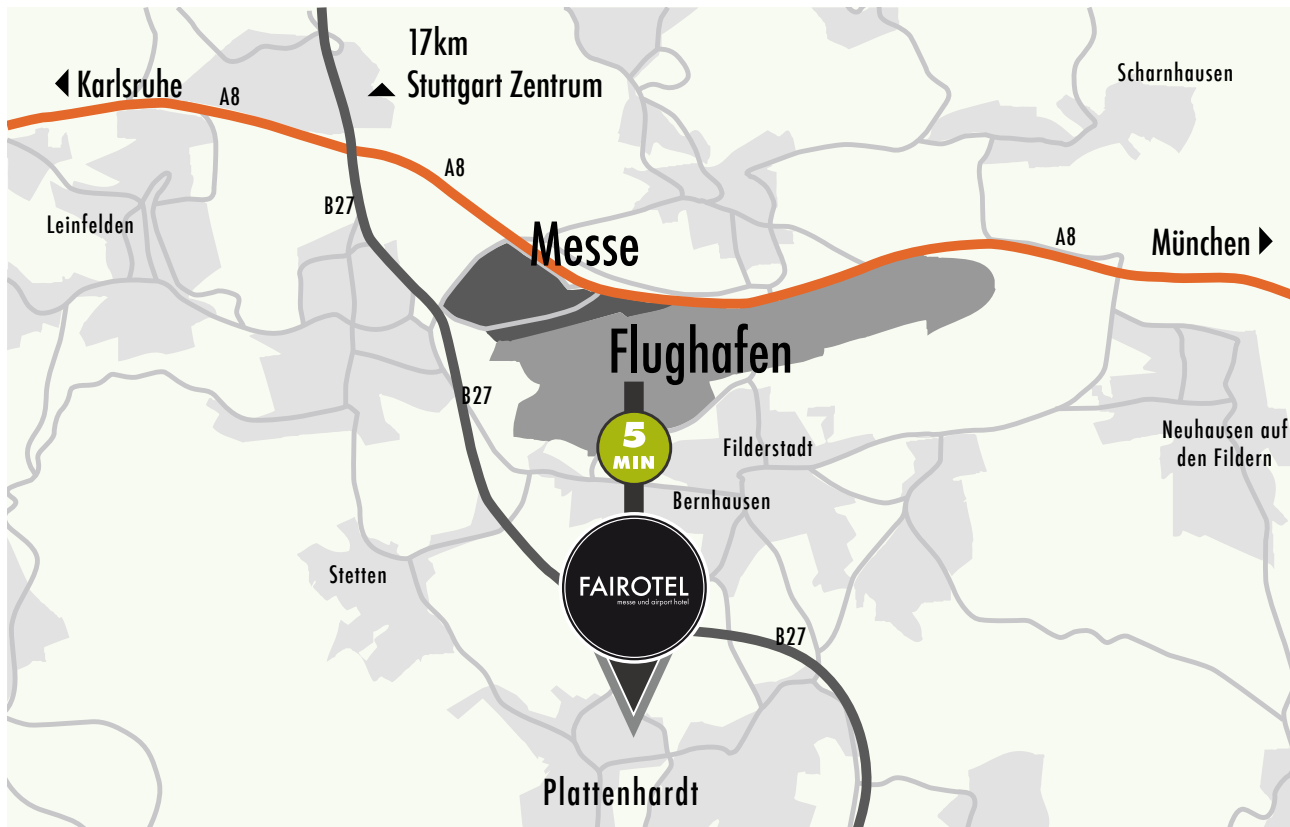 17km
Stuttgart Zentrum
Karlsruhe
A8
Scharnhausen
A8
B27
Leinfelden
Messe
A8
München
Flughafen
B27
5
MIN
Filderstadt
Neuhausen auf
den Fildern
Bernhausen
Stetten
FAIROTEL
messe und airport hotel
B27
Plattenhardt